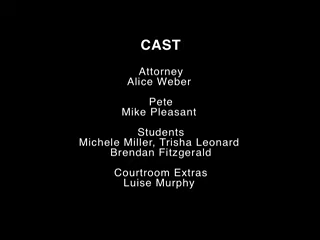 CAST
Attorney
Alice Weber
Pete
Mike Pleasant
Students
Michele Miller, Trisha Leonard
Brendan Fitzgerald
Courtroom Extras
Luise Murphy